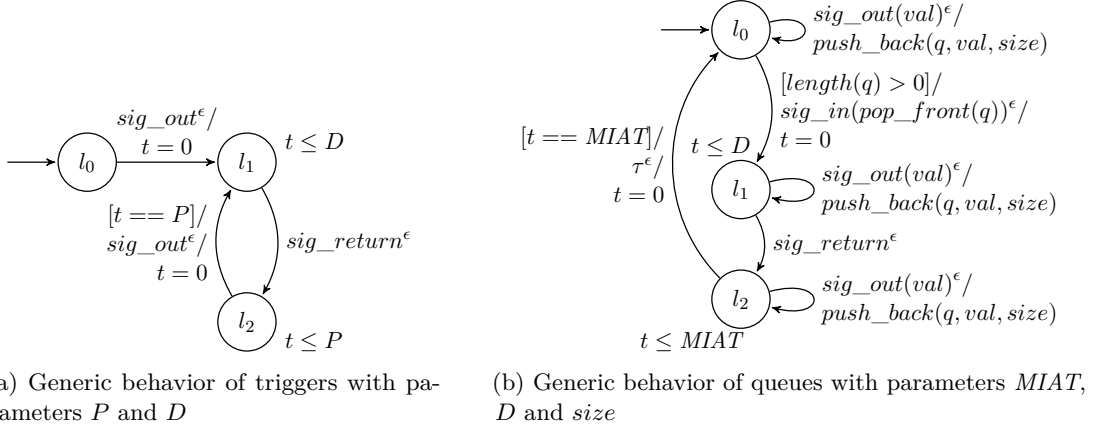 sig_out^ϵ/
t = 0
l_0
l_1
t ≤ D
[t == P]/
sig_out^ϵ/
t = 0
sig_return^ϵ
l_2
t ≤ P
a) Generic behavior of triggers with pa-
ameters P and D
l_0
sig_out(val)^ϵ/
push_back(q, val, size)
[length(q) > 0]/
sig_in(pop_front(q))^ϵ/
t = 0
[t == MIAT]/
τ^ϵ/
t = 0
t ≤ D
l_1
sig_out(val)^ϵ/
push_back(q, val, size)
sig_return^ϵ
l_2
sig_out(val)^ϵ/
push_back(q, val, size)
t ≤ MIAT
(b) Generic behavior of queues with parameters MIAT,
D and size